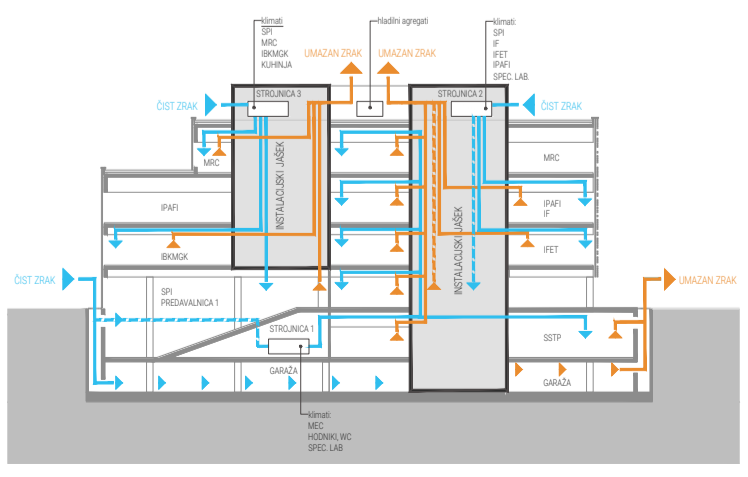 klimati
SPI
MRC
IBKMGK
KUHINJA
hladilni agregati
klimati:
SPI
IF
IFET
IPAFI
SPEC. LAB.
UMAZAN ZRAK
UMAZAN ZRAK
STROJNICA 3
STROJNICA 2
ČIST ZRAK
ČIST ZRAK
INSTALACIJSKI JAŠEK
MRC
MRC
IPAFI
IPAFI
IF
INSTALACIJSKI JAŠEK
IBKMGK
IFET
ČIST ZRAK
UMAZAN ZRAK
SPI
PREDAVALNICA 1
STROJNICA 1
SSTP
GARAŽA
GARAŽA
klimati:
MEC
HODNIKI, WC
SPEC. LAB